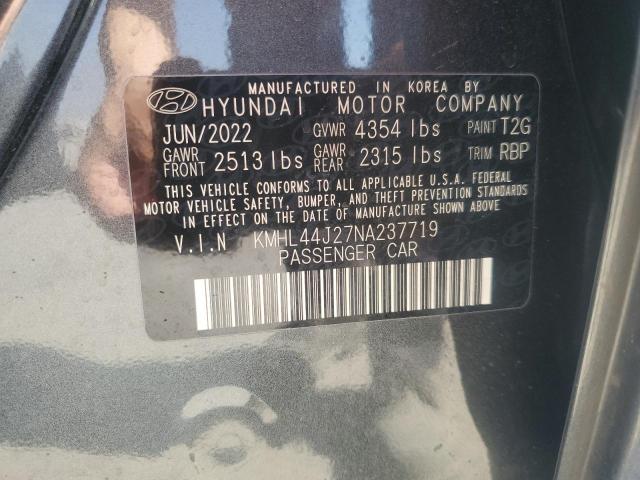 MANUFACTURED IN KOREA BY
HYUNDAI MOTOR COMPANY
JUN/2022 GVWR 4354 lbs PAINT T2G
GAWR FRONT 2513 lbs GAWR REAR 2315 lbs TRIM RBP
THIS VEHICLE CONFORMS TO ALL APPLICABLE U.S.A. FEDERAL
MOTOR VEHICLE SAFETY, BUMPER, AND THEFT PREVENTION STANDARDS
IN EFFECT ON THE DATE OF MANUFACTURE SHOWN ABOVE.
V.I.N KMHL44J27NA237719
PASSENGER CAR